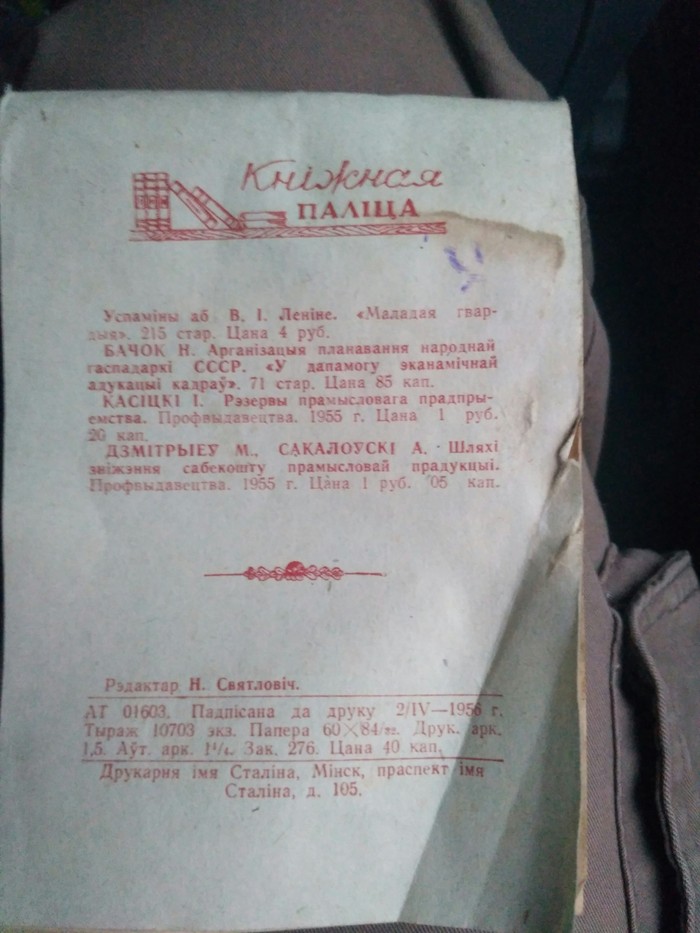 Кніжная
ПАЛІЦА
Успаміны аб В. І. Леніне. «Маладая гвар-
дыя». 215 стар. Цана 4 руб.
БАЧОК Н. Арганізацыя планавання народнай
гаспадаркі СССР. «У дапамогу эканамічнай
адукацыі кадраў». 71 стар. Цана 85 кап.
КАСІЦКІ І. Рэзервы прамысловага прадпры-
емства. Профвыдавецтва. 1955 г. Цана 1 руб.
20 кап.
ДЗМІТРЫЕЎ М., САКАЛОЎСКІ А. Шляхі
зніжэння сабекошту прамысловай прадукцыі.
Профвыдавецтва. 1955 г. Цана 1 руб. 05 кап.
Рэдактар Н. Святловіч.
АТ 01603. Падпісана да друку 2/IV—1956 г.
Тыраж 10703 экз. Папера 60×84/32. Друк. арк.
1,5. Аўт. арк. Зак. 276. Цана 40 кап.
Друкарня імя Сталіна, Мінск, праспект імя
Сталіна, д. 105.